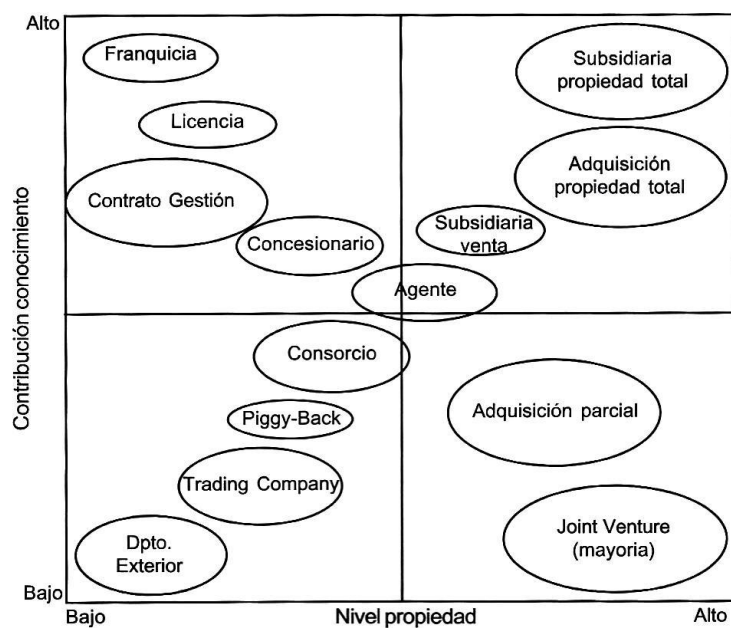 Alto
Franquicia
Subsidiaria
propiedad total
Licencia
Adquisición
propiedad total
Contrato Gestión
Subsidiaria
venta
Concesionario
Agente
Contribución conocimiento
Consorcio
Adquisición parcial
Piggy-Back
Trading Company
Joint Venture
(mayoria)
Dpto.
Exterior
Bajo
Bajo
Nivel propiedad
Alto